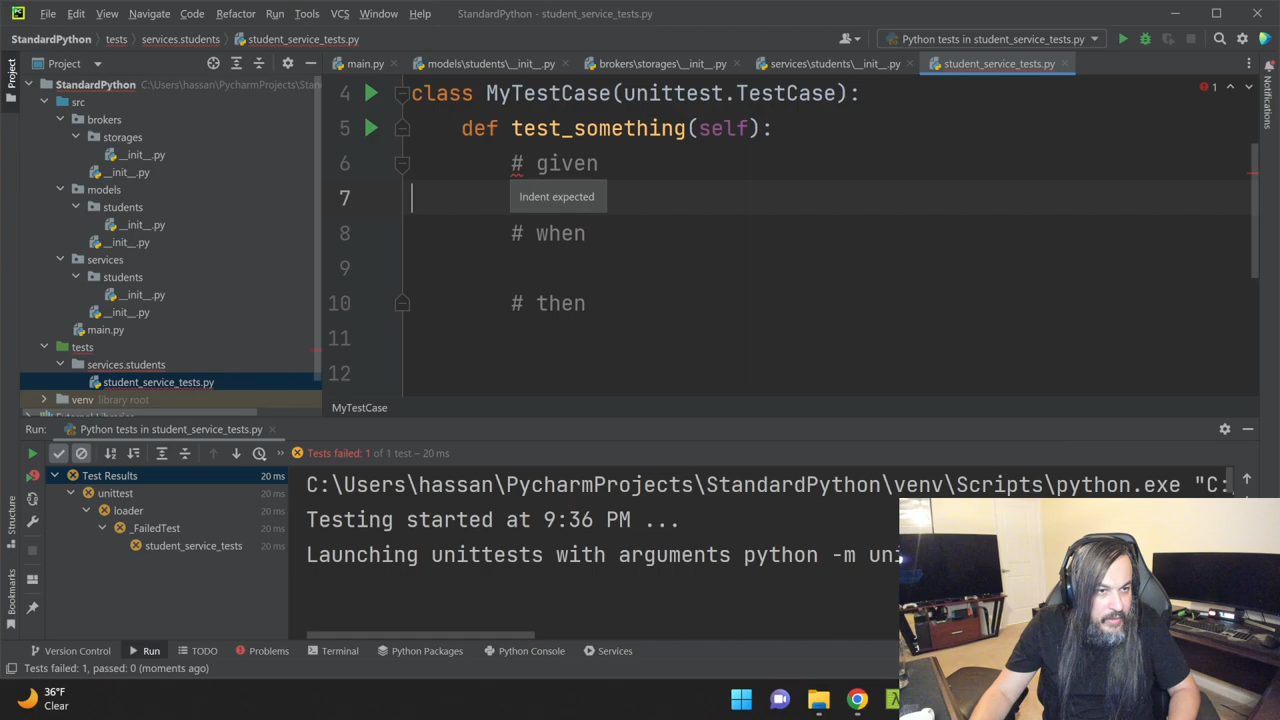 File Edit View Navigate Code Refactor Run Tools VCS Window Help StandardPython - student_service_tests.py
StandardPython tests services.students student_service_tests.py Python tests in student_service_tests.py
Project
Project
main.py models\students\__init__.py brokers\storages\__init__.py services\students\__init__.py student_service_tests.py
Notifications
StandardPython C:\Users\hassan\PycharmProjects\Stan
src
brokers
storages
__init__.py
__init__.py
models
students
__init__.py
__init__.py
services
students
__init__.py
__init__.py
main.py
tests
services.students
student_service_tests.py
venv library root
1
4 class MyTestCase(unittest.TestCase):
5 def test_something(self):
6 # given
7 Indent expected
8 # when
9
10 # then
11
12
MyTestCase
Run: Python tests in student_service_tests.py
Tests failed: 1 of 1 test – 20 ms
Test Results 20 ms
unittest 20 ms
loader 20 ms
_FailedTest 20 ms
student_service_tests 20 ms
C:\Users\hassan\PycharmProjects\StandardPython\venv\Scripts\python.exe "C:
Testing started at 9:36 PM ...
Launching unittests with arguments python -m uni
Structure
Bookmarks
Version Control Run TODO Problems Terminal Python Packages Python Console Services
Tests failed: 1, passed: 0 (moments ago)
36°F
Clear